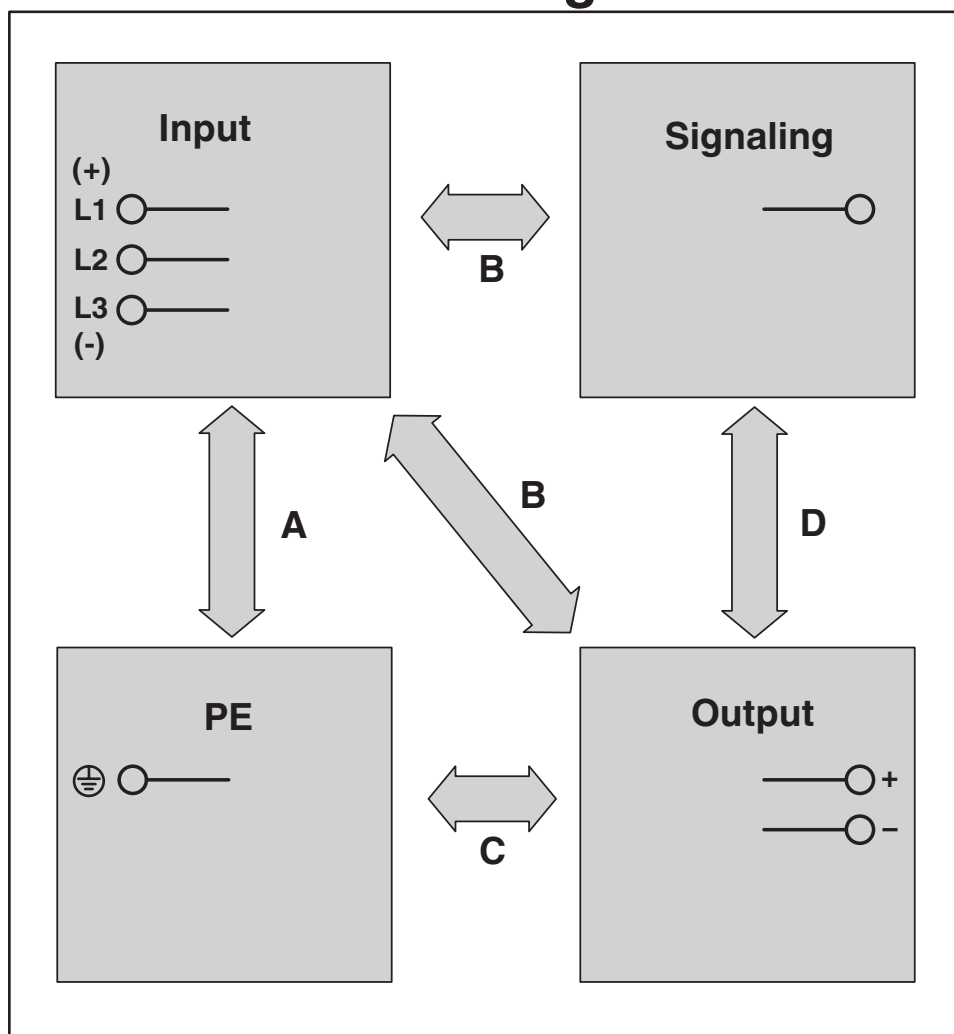 Input
(+)
L1
L2
L3
(-)
Signaling
B
A
B
D
PE
Output
+
−
C